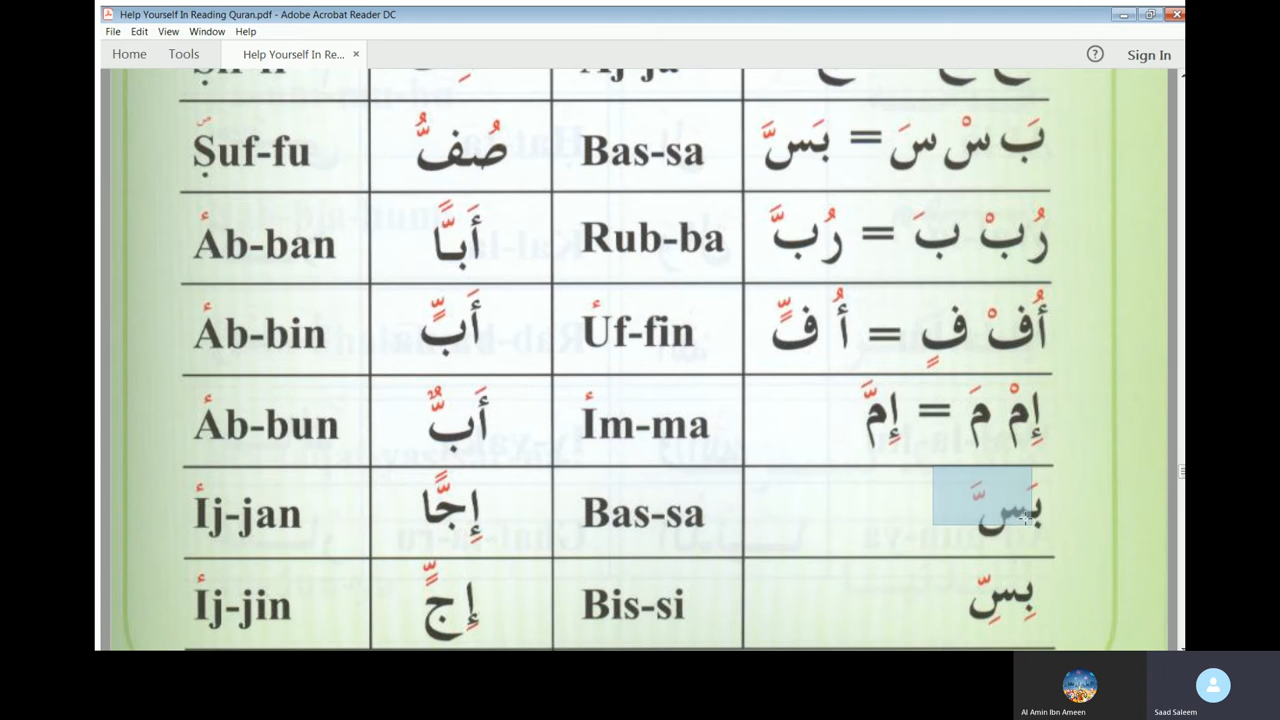 Help Yourself In Reading Quran.pdf - Adobe Acrobat Reader DC
File Edit View Window Help
Home Tools Help Yourself In Re... × ? Sign In
Ṣuf-fu صُفُّ Bas-sa بَ سْ سَ = بَسَّ
Ab-ban أَبًّا Rub-ba رُبْ بَ = رُبَّ
Ab-bin أَبٍّ Uf-fin أُفْ فٍ = أُ فٍّ
Ab-bun أَبٌّ Im-ma إِمْ مَ = إِمَّ
Ij-jan إِجًّا Bas-sa بَسَّ
Ij-jin إِجٍّ Bis-si بِسِّ
Al Amin Ibn Ameen Saad Saleem